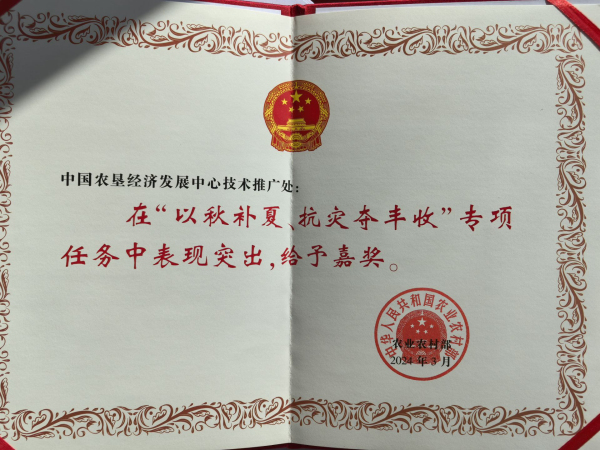 中国农垦经济发展中心技术推广处：
在“以秋补夏、抗灾夺丰收”专项
任务中表现突出，给予嘉奖。
中华人民共和国农业农村部
农业农村部
2024年3月